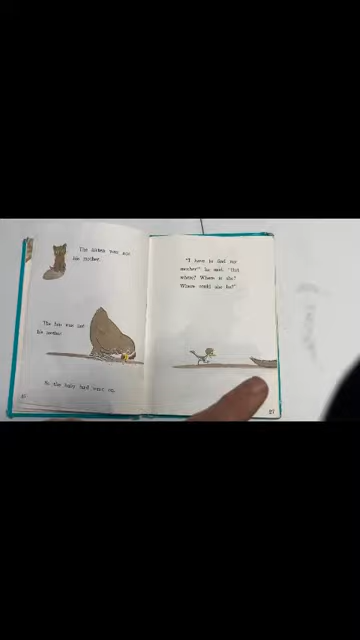 The kitten was not
his mother.
The hen was not
his mother.
So the baby bird went on.
"I have to find my
mother!" he said. "But
where? Where is she?
Where could she be?"